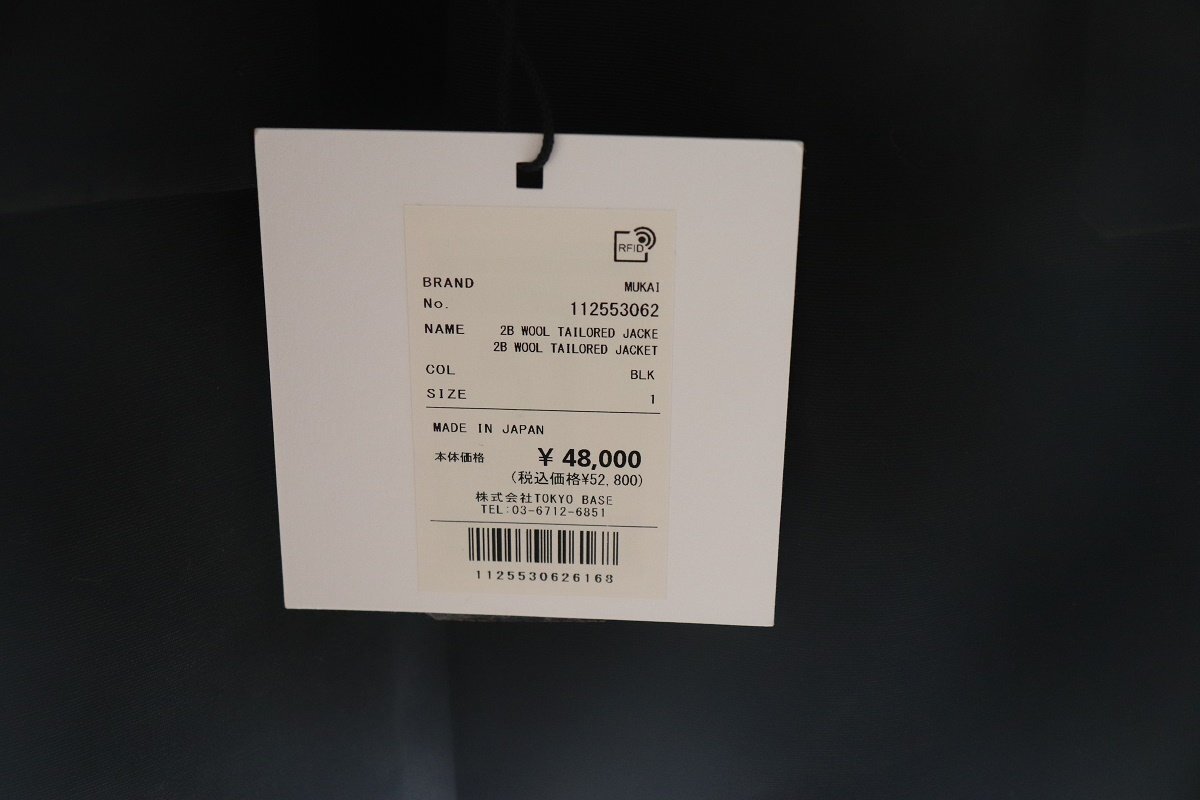 RFID
BRAND MUKAI
No. 112553062
NAME 2B WOOL TAILORED JACKE
2B WOOL TAILORED JACKET
COL BLK
SIZE 1
MADE IN JAPAN
本体価格 ¥ 48,000
(税込価格¥52,800)
株式会社TOKYO BASE
TEL:03-6712-6851
1125530626168